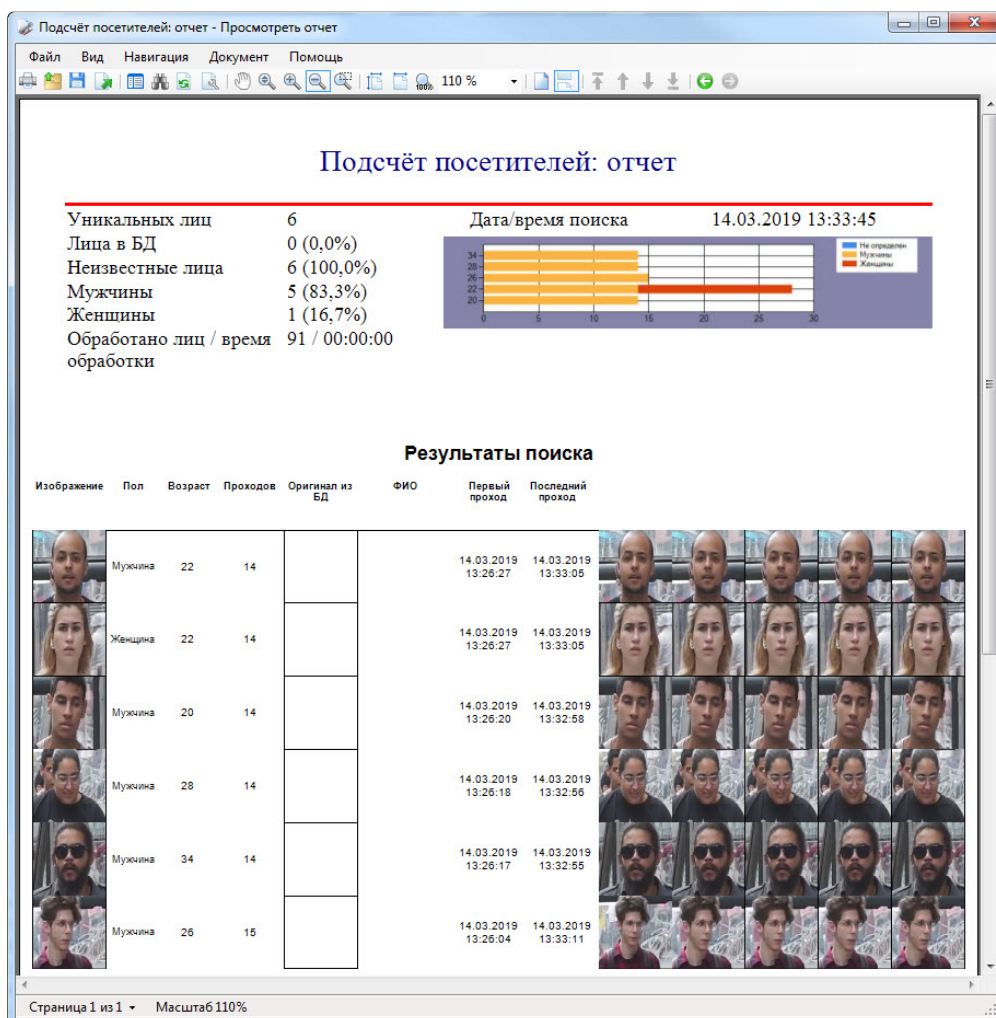 Подсчёт посетителей: отчет - Просмотреть отчет
Файл Вид Навигация Документ Помощь
100% 110 %
Подсчёт посетителей: отчет
Уникальных лиц 6 Дата/время поиска 14.03.2019 13:33:45
Лица в БД 0 (0,0%)
Неизвестные лица 6 (100,0%)
Мужчины 5 (83,3%)
Женщины 1 (16,7%)
Обработано лиц / время 91 / 00:00:00
обработки
Не определен
Мужчины
Женщины
34
28
26
22
20
0 5 10 15 20 25 30
Результаты поиска
Изображение Пол Возраст Проходов Оригинал из ФИО Первый Последний
БД проход проход
Мужчина 22 14 14.03.2019 14.03.2019
13:26:27 13:33:05
Женщина 22 14 14.03.2019 14.03.2019
13:26:27 13:33:05
Мужчина 20 14 14.03.2019 14.03.2019
13:26:20 13:32:58
Мужчина 28 14 14.03.2019 14.03.2019
13:26:18 13:32:56
Мужчина 34 14 14.03.2019 14.03.2019
13:26:17 13:32:55
Мужчина 26 15 14.03.2019 14.03.2019
13:26:04 13:33:11
Страница 1 из 1 Масштаб 110%